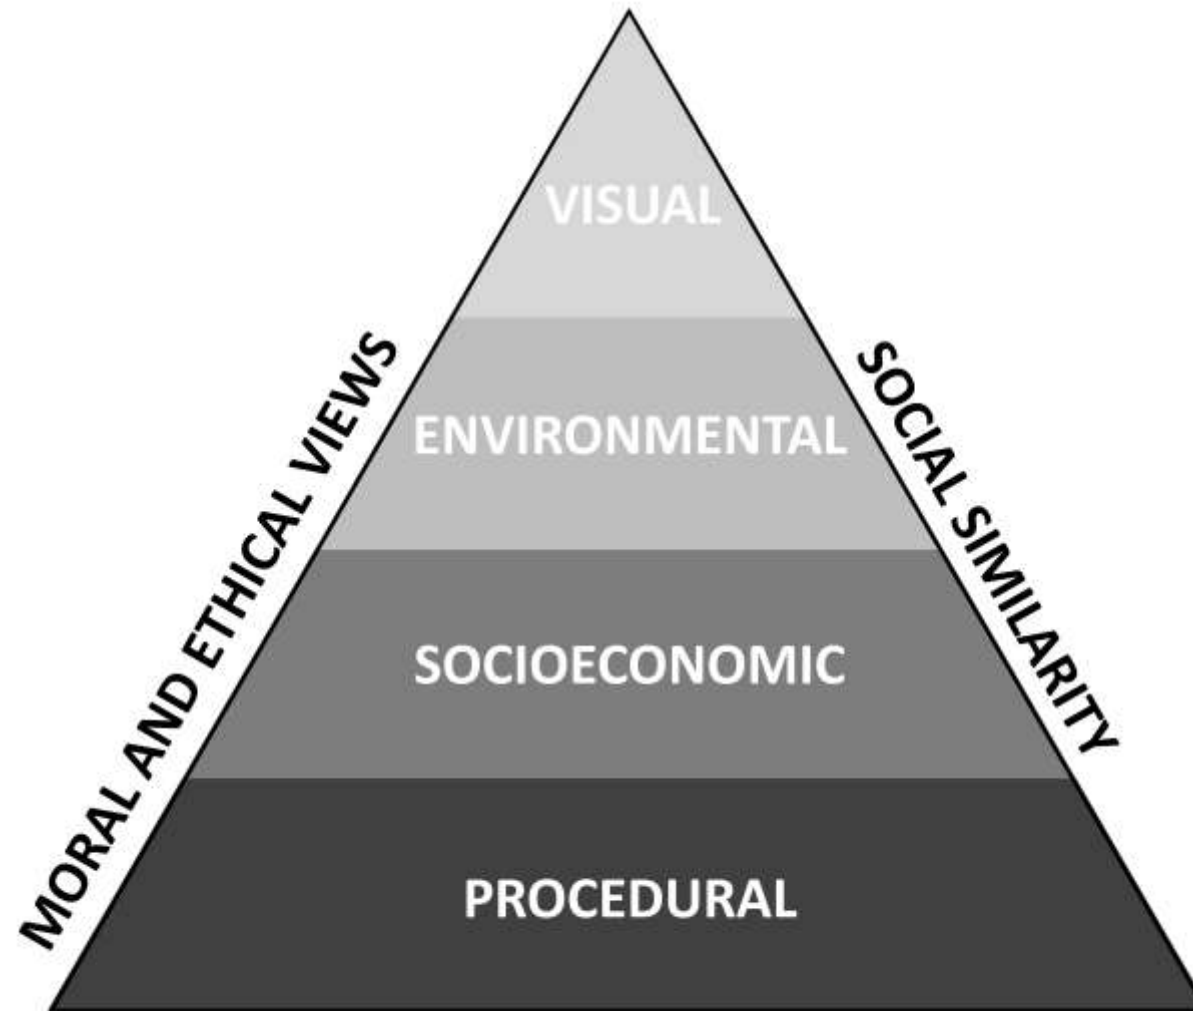 VISUAL
ENVIRONMENTAL
SOCIOECONOMIC
PROCEDURAL
MORAL AND ETHICAL VIEWS
SOCIAL SIMILARITY